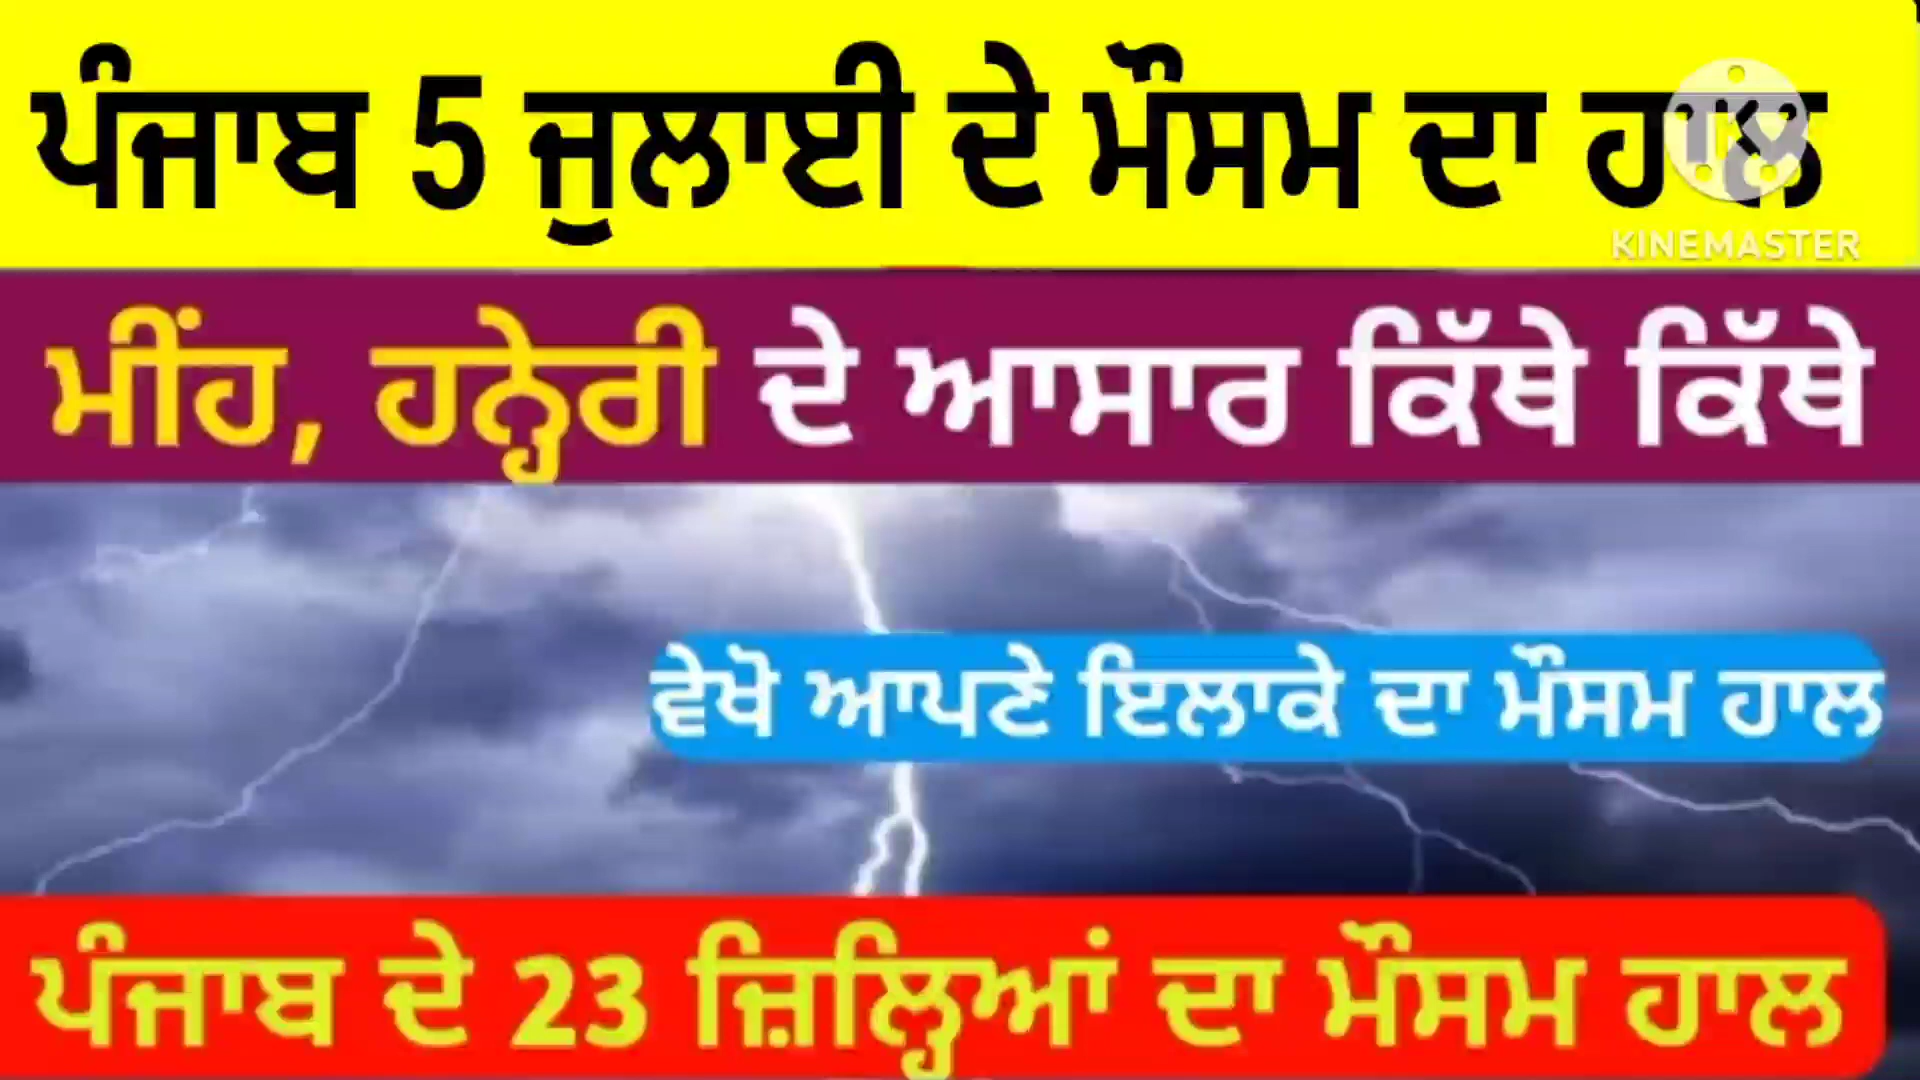 ਪੰਜਾਬ 5 ਜੁਲਾਈ ਦੇ ਮੌਸਮ ਦਾ ਹਾਲ
KINEMASTER
ਮੀਂਹ, ਹਨ੍ਹੇਰੀ ਦੇ ਆਸਾਰ ਕਿੱਥੇ ਕਿੱਥੇ
ਵੇਖੋ ਆਪਣੇ ਇਲਾਕੇ ਦਾ ਮੌਸਮ ਹਾਲ
ਪੰਜਾਬ ਦੇ 23 ਜ਼ਿਲ੍ਹਿਆਂ ਦਾ ਮੌਸਮ ਹਾਲ